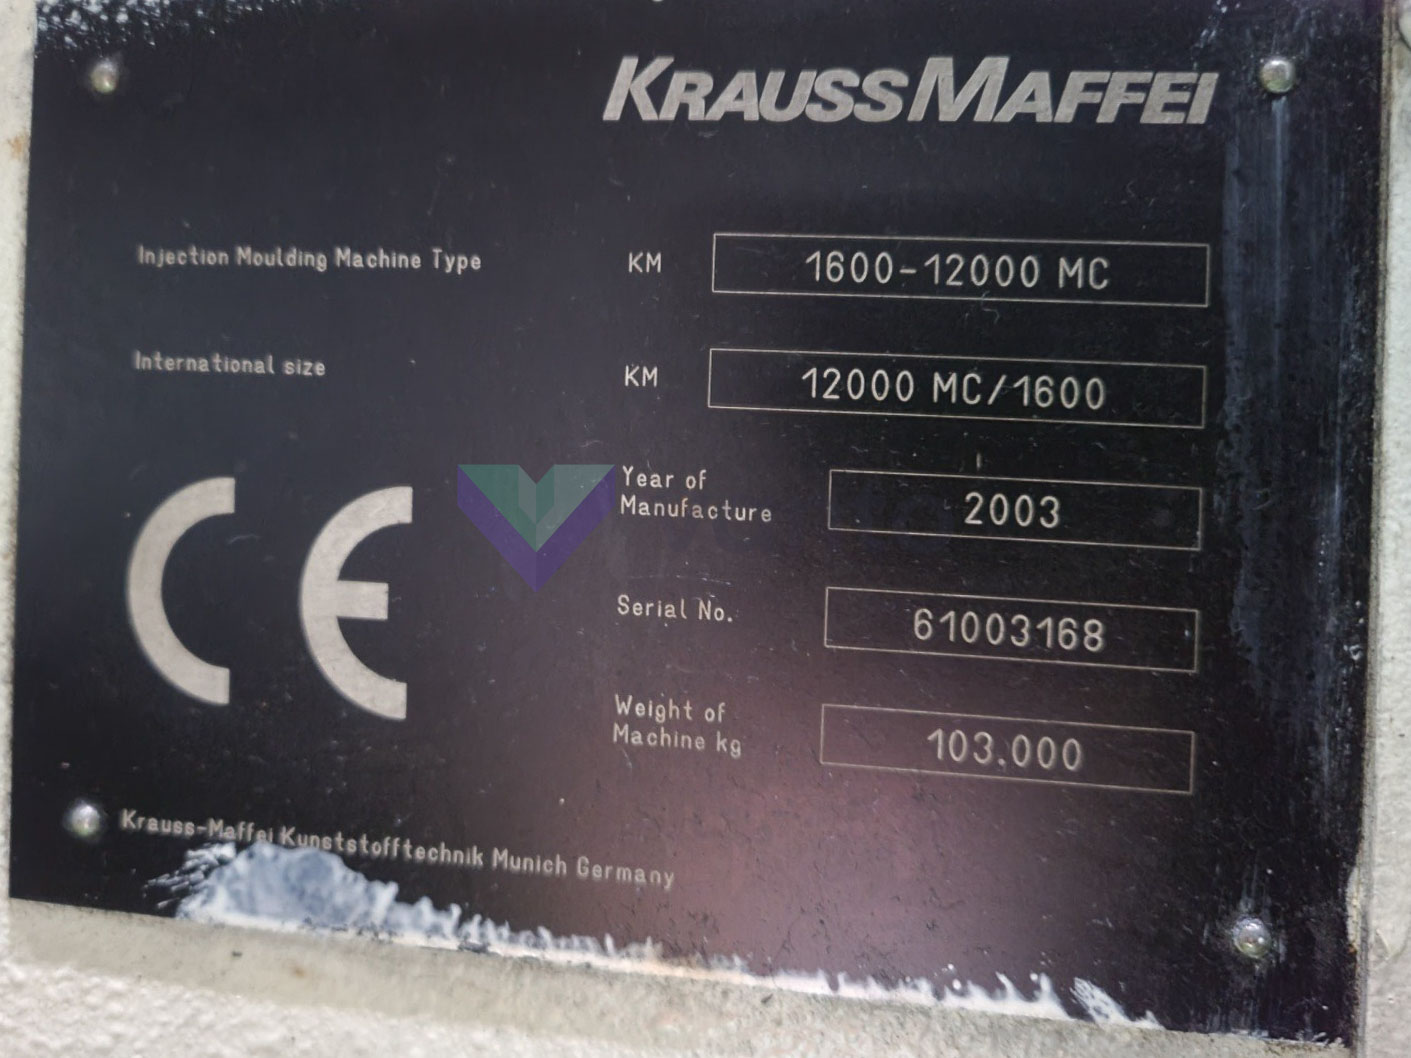 KRAUSSMAFFEI
Injection Moulding Machine Type KM 1600-12000 MC
International size KM 12000 MC/1600
Year of
Manufacture 2003
Serial No. 61003168
Weight of
Machine kg 103.000
CE
Krauss-Maffei Kunststofftechnik Munich Germany